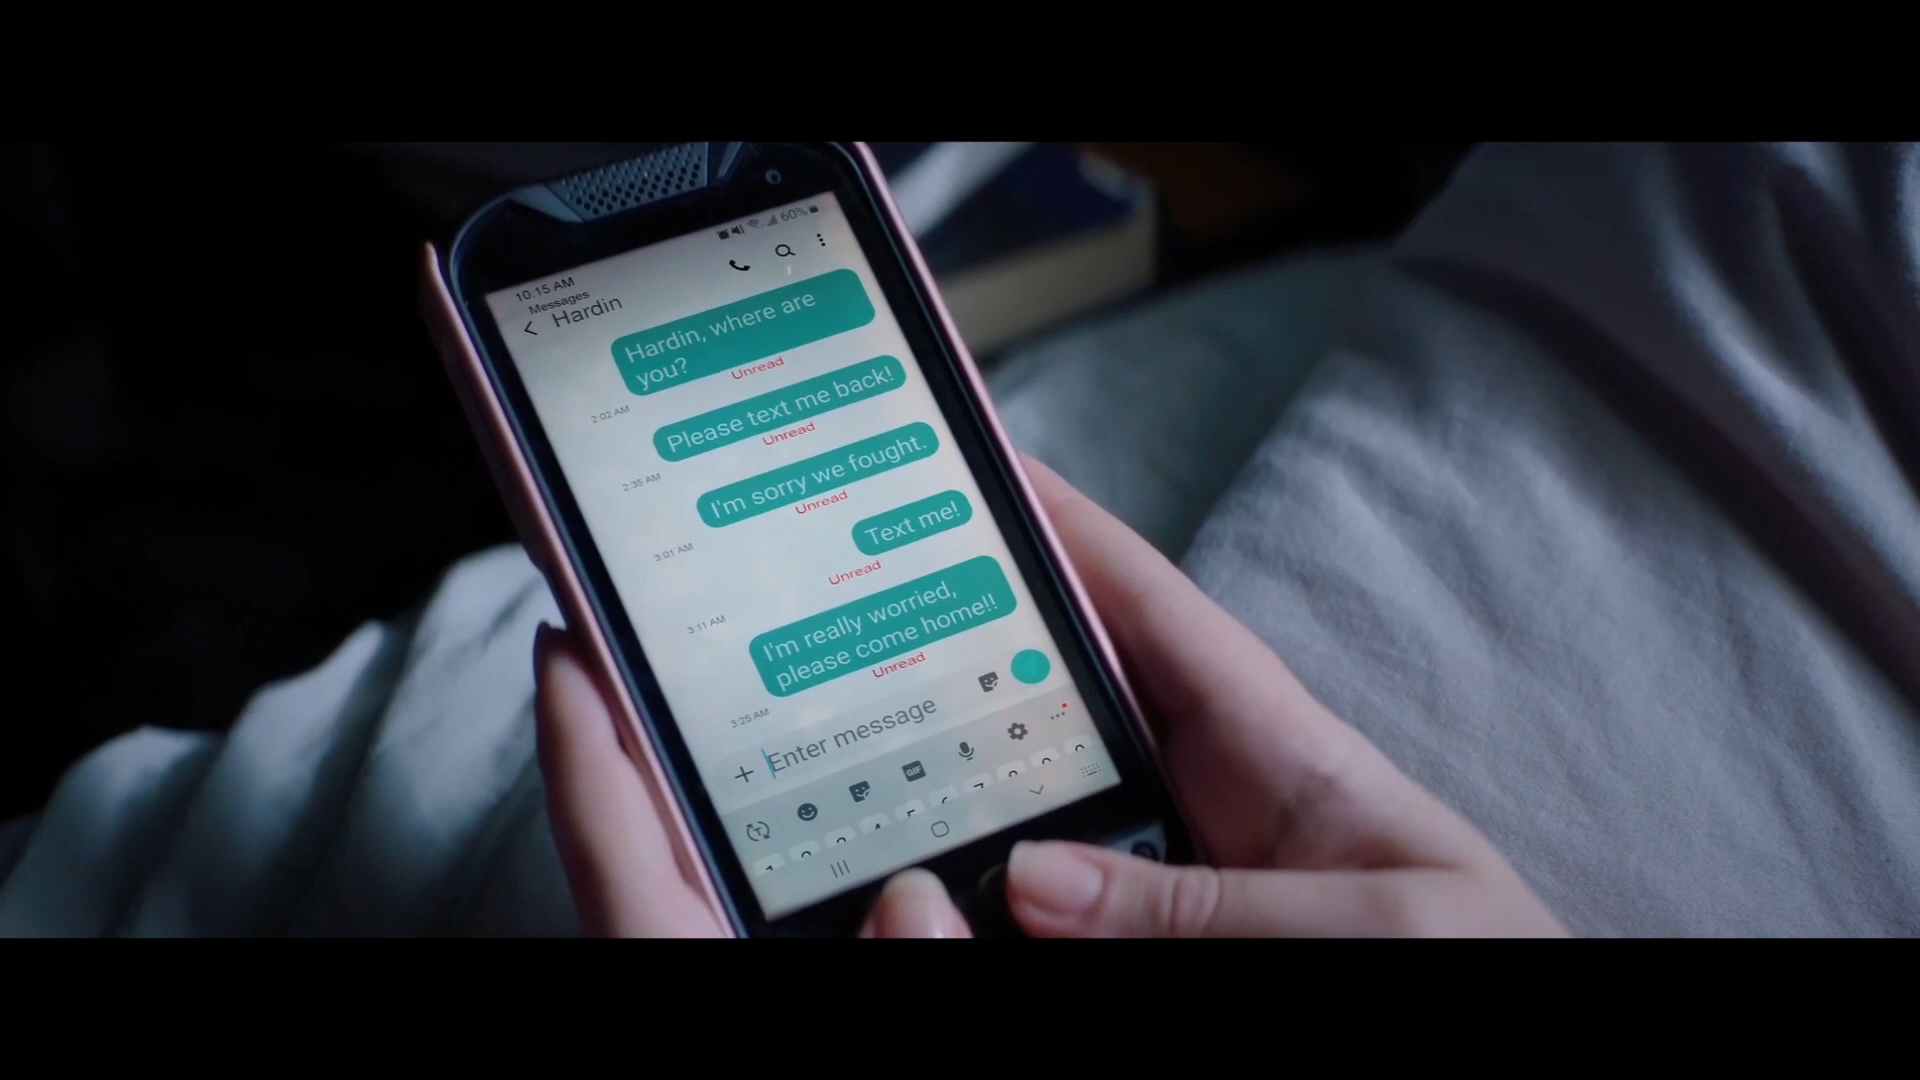 60%
10:15 AM
Messages
Hardin
Hardin, where are
you?
Unread
2:02 AM
Please text me back!
Unread
2:35 AM
I'm sorry we fought.
Unread
3:01 AM
Text me!
Unread
3:11 AM
I'm really worried,
please come home!!
Unread
3:25 AM
Enter message
GIF